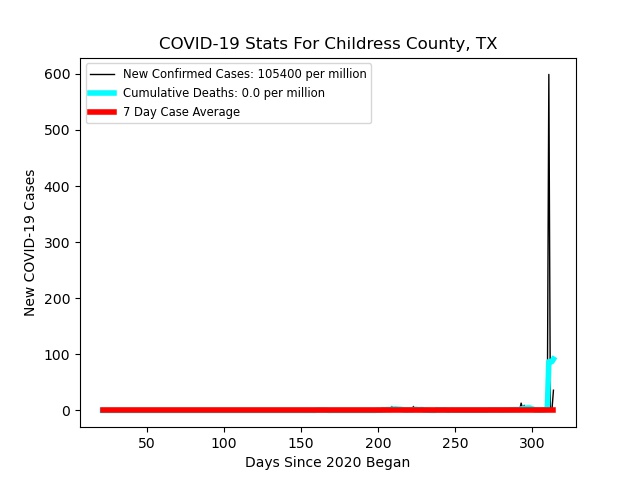 COVID-19 Stats For Childress County, TX
New Confirmed Cases: 105400 per million
Cumulative Deaths: 0.0 per million
7 Day Case Average
New COVID-19 Cases
600
500
400
300
200
100
0
50 100 150 200 250 300
Days Since 2020 Began